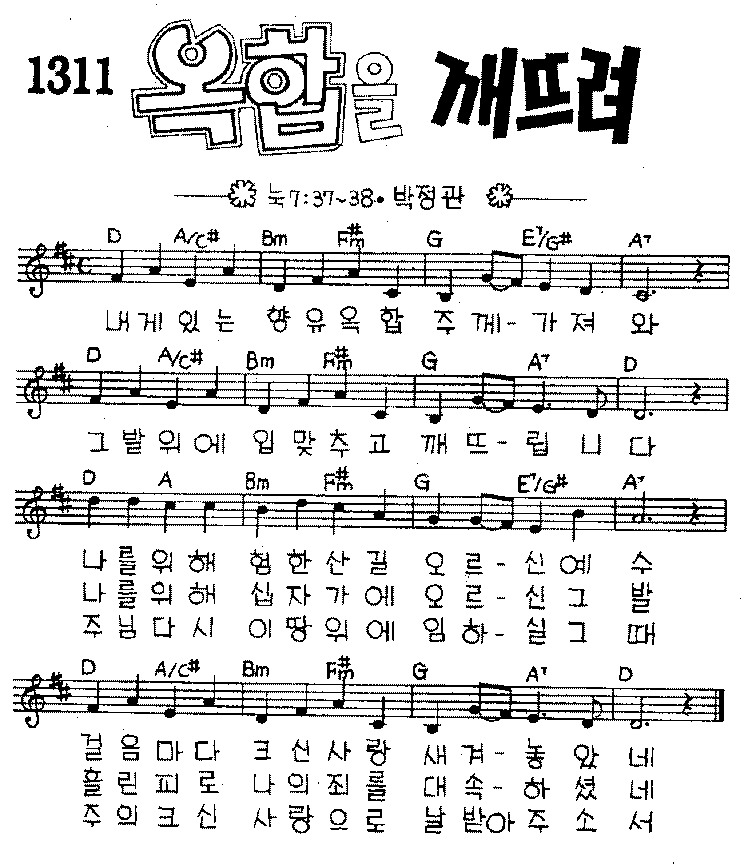 1311 옥합을 깨뜨려
눅7:37~38• 박정관
D A/C# Bm F#m G E7/G# A7
내게 있는 향유옥합 주께-가져 와
D A/C# Bm F#m G A7 D
그발위에 입맞추고 깨뜨-립 니 다
D A Bm F#m G E7/G# A7
나를위해 험한산길 오르-신예 수
나를위해 십자가에 오르-신그 발
주님다시 이땅위에 임하-실그 때
D A/C# Bm F#m G A7 D
걸음마다 크신사랑 새겨-놓았 네
흘린피로 나의죄를 대속-하셨 네
주의크신 사랑으로 날받아주소 서